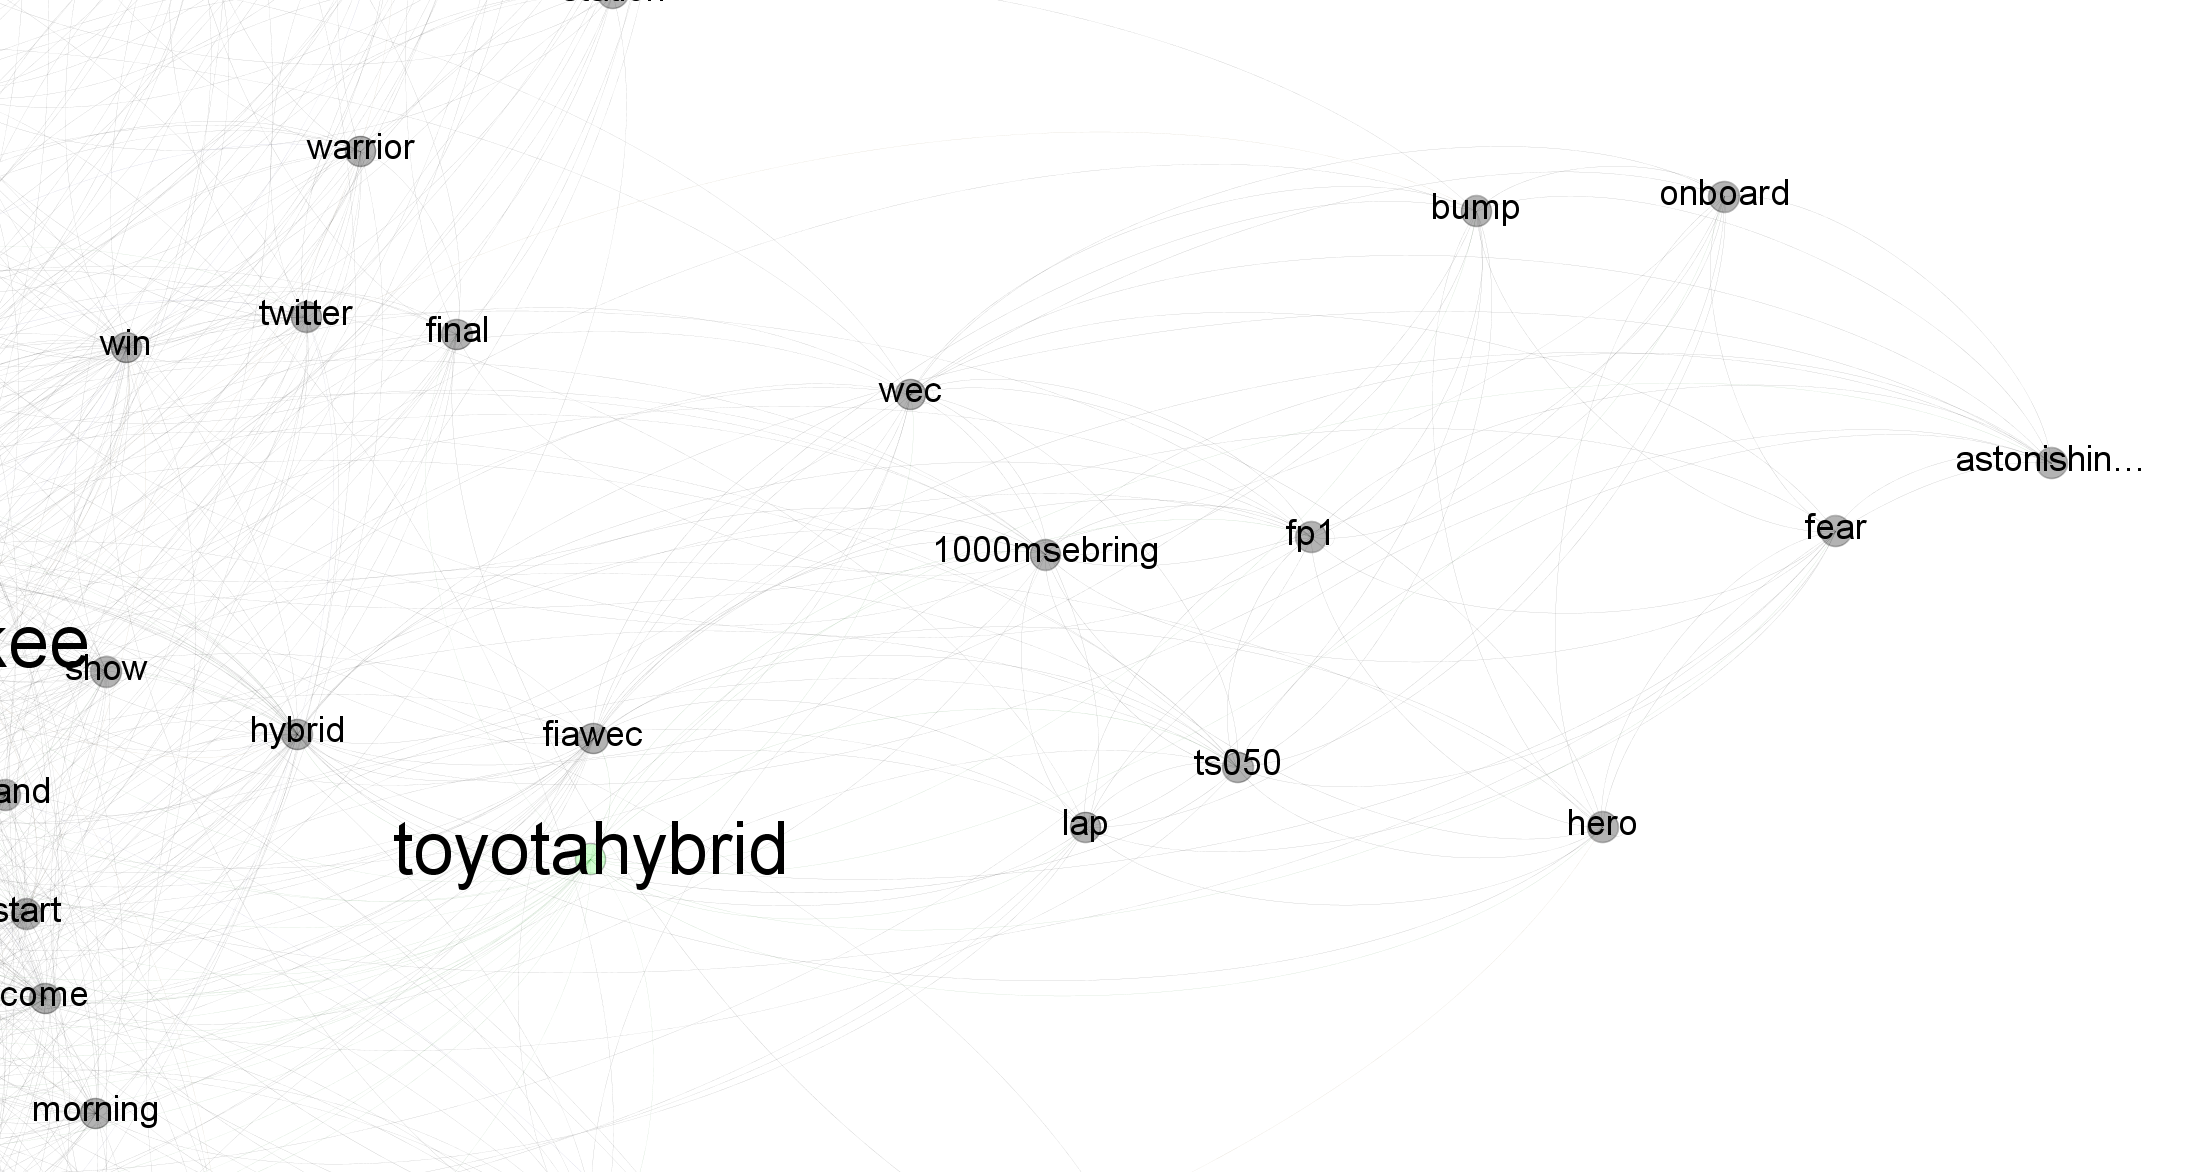 warrior
bump
onboard
twitter
final
win
wec
astonishin...
fp1
fear
1000msebring
kee
show
hybrid
fiawec
ts050
and
lap
hero
toyotahybrid
start
come
morning